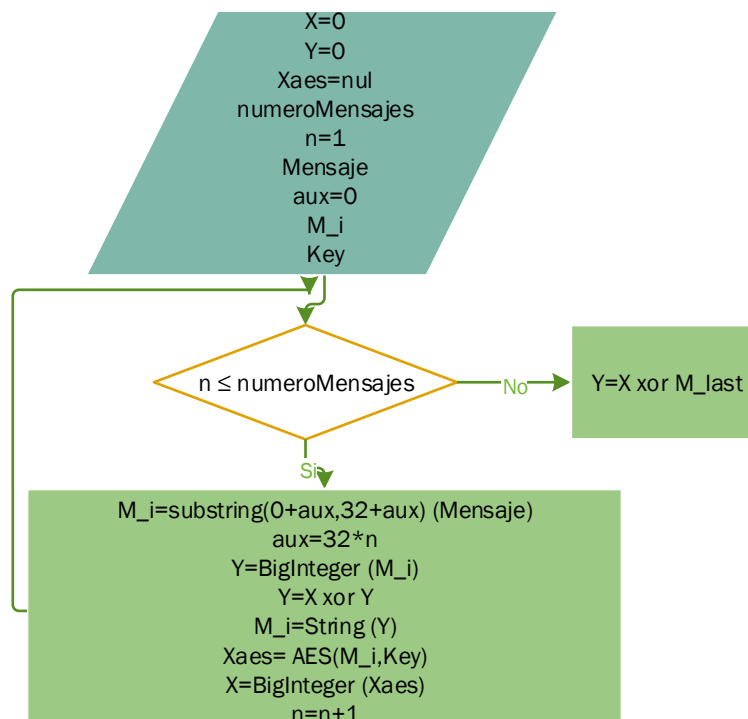 X=0
Y=0
Xaes=nul
numeroMensajes
n=1
Mensaje
aux=0
M_i
Key
n ≤ numeroMensajes
No
Y=X xor M_last
Si
M_i=substring(0+aux,32+aux) (Mensaje)
aux=32*n
Y=BigInteger (M_i)
Y=X xor Y
M_i=String (Y)
Xaes= AES(M_i,Key)
X=BigInteger (Xaes)
n=n+1